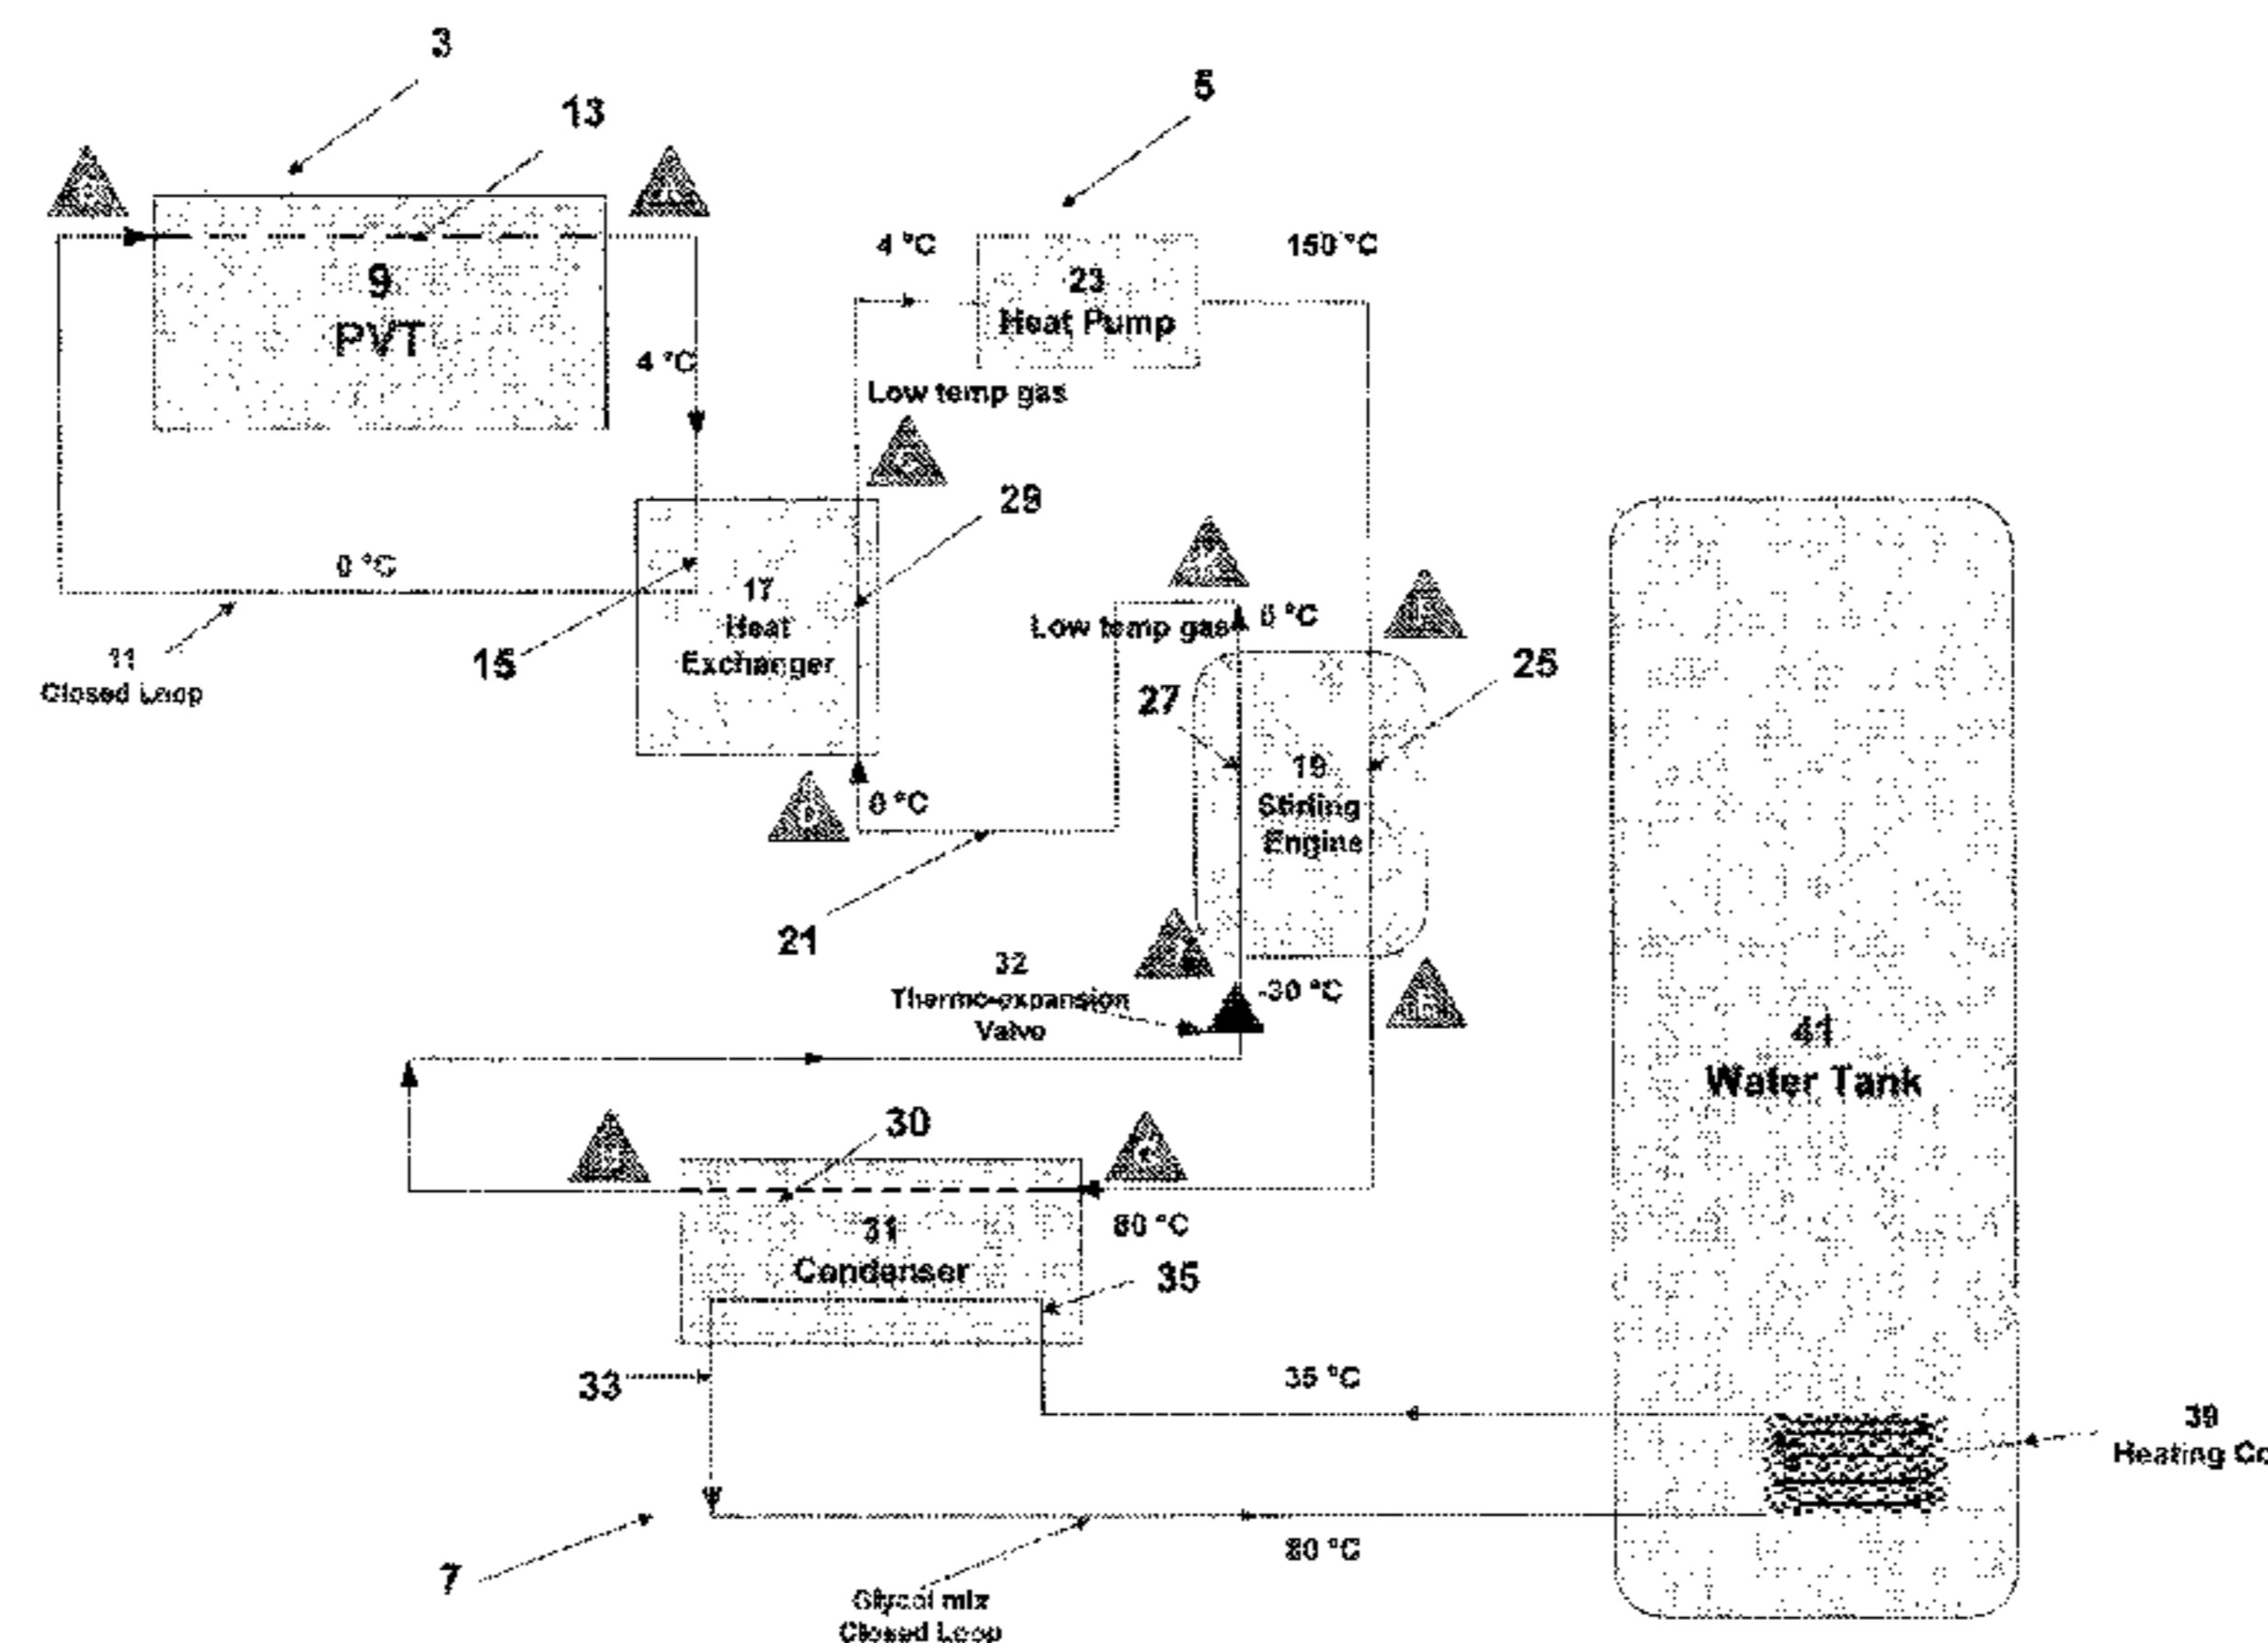 3
5
13
B
A
4 °C
150 °C
9
PVT
23
Heat Pump
4 °C
Low temp gas
C
29
0 °C
17
Heat
Exchanger
Low temp gas
0 °C
11
Closed Loop
15
27
25
D
0 °C
19
Stirling
Engine
21
32
Thermo-expansion
Valve
-30 °C
41
Water Tank
30
31
Condenser
80 °C
35
33
35 °C
39
7
80 °C
Glycol mix
Closed Loop